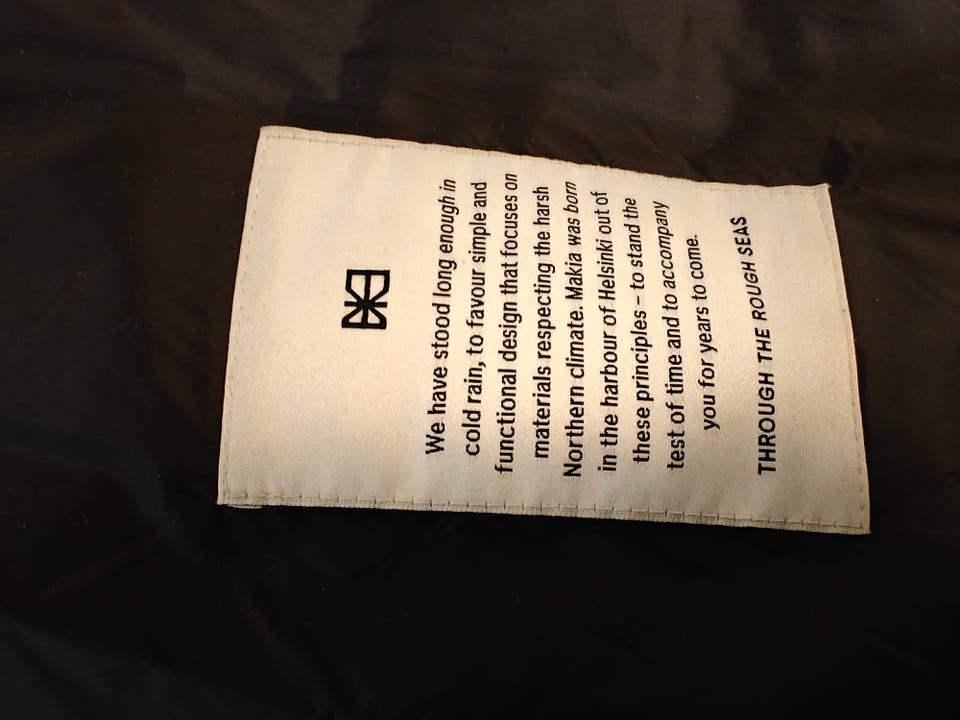 We have stood long enough in
cold rain, to favour simple and
functional design that focuses on
materials respecting the harsh
Northern climate. Makia was born
in the harbour of Helsinki out of
these principles – to stand the
test of time and to accompany
you for years to come.
THROUGH THE ROUGH SEAS